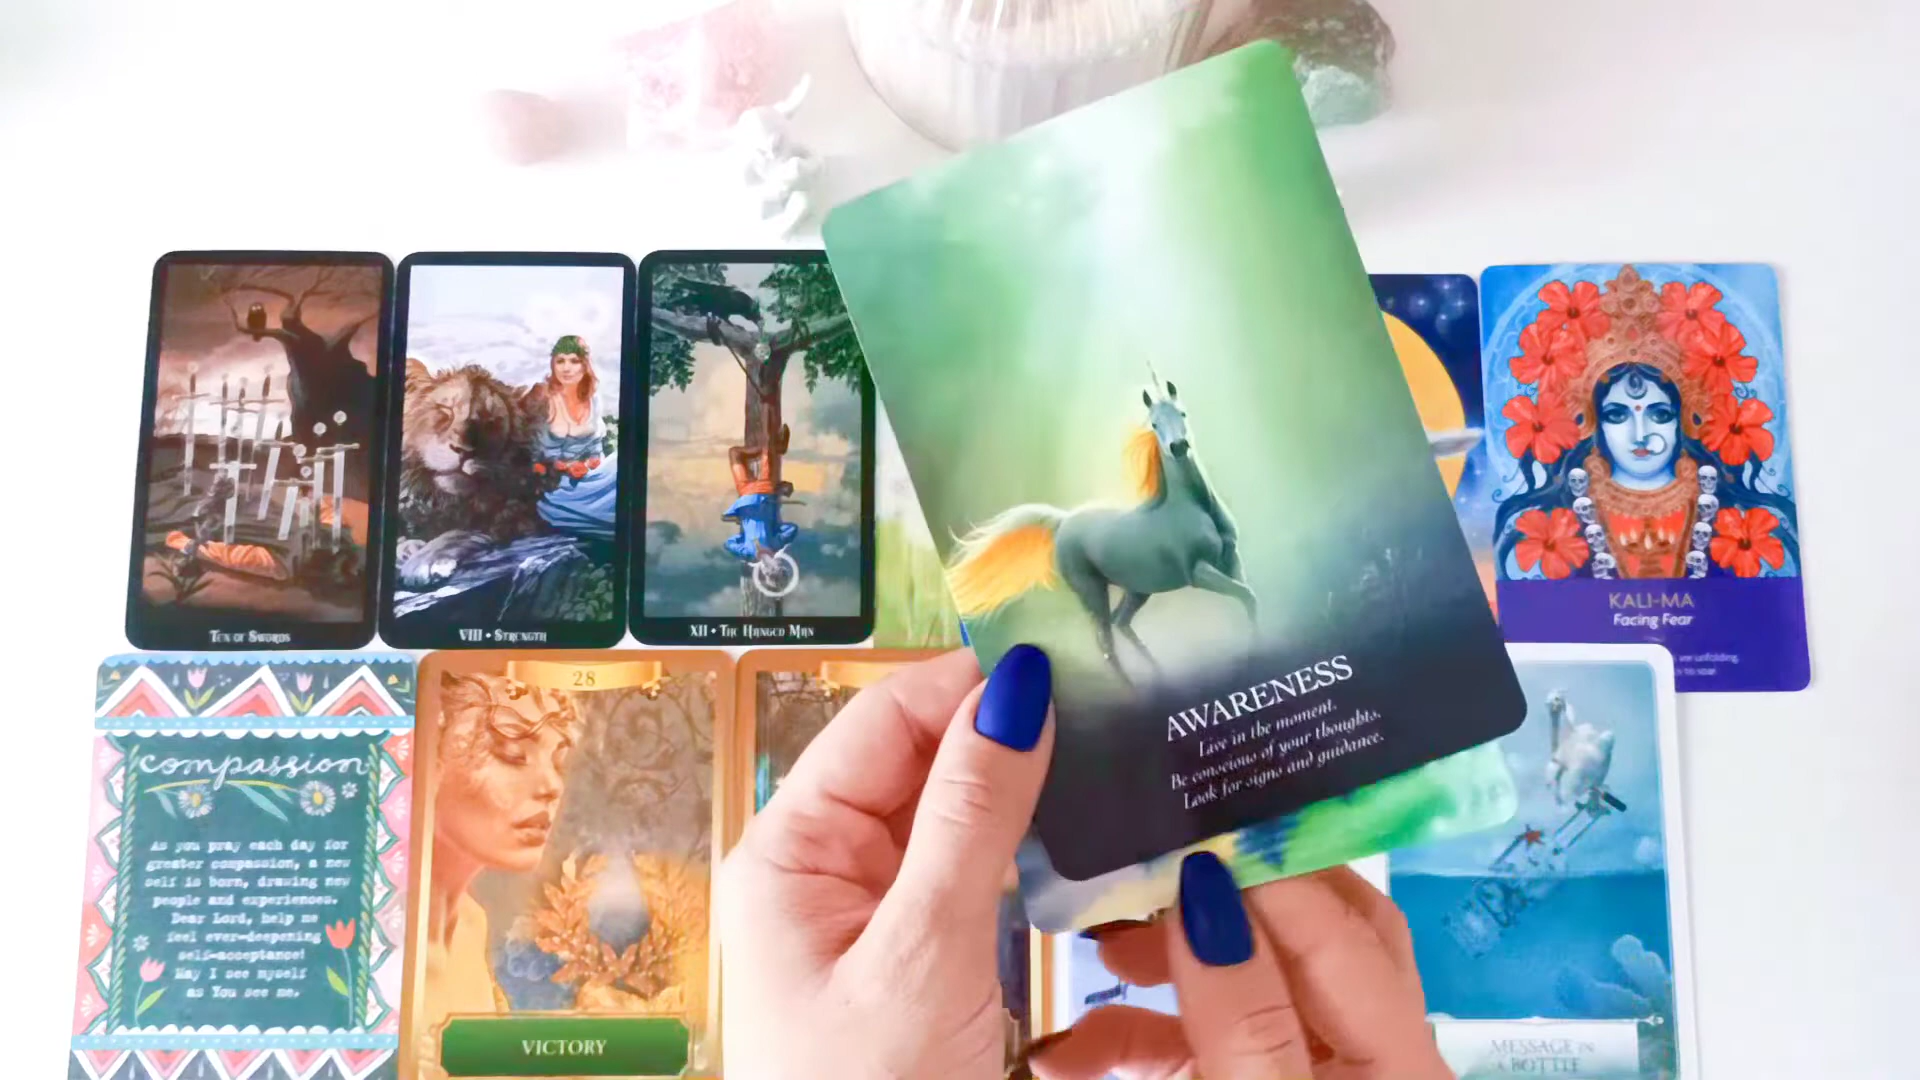 TEN OF SWORDS
VIII • STRENGTH
XII • THE HANGED MAN
AWARENESS
Live in the moment.
Be conscious of your thoughts.
Look for signs and guidance.
KALI-MA
Facing Fear
are unfolding.
compassion
As you pray each day for
greater compassion, a new
self is born, drawing new
people and experiences.
Dear Lord, help me
feel ever-deepening
self-acceptance!
May I see myself
as You see me.
28
VICTORY
MESSAGE IN
A BOTTLE